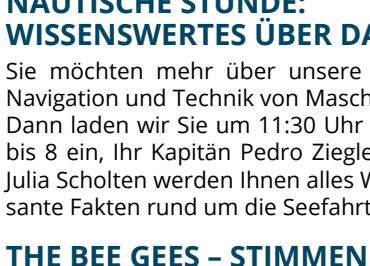 NAUTISCHE STUNDE:
WISSENSWERTES ÜBER DA
Sie möchten mehr über unsere
Navigation und Technik von Masch
Dann laden wir Sie um 11:30 Uhr
bis 8 ein, Ihr Kapitän Pedro Ziegle
Julia Scholten werden Ihnen alles W
sante Fakten rund um die Seefahrt
THE BEE GEES – STIMMEN